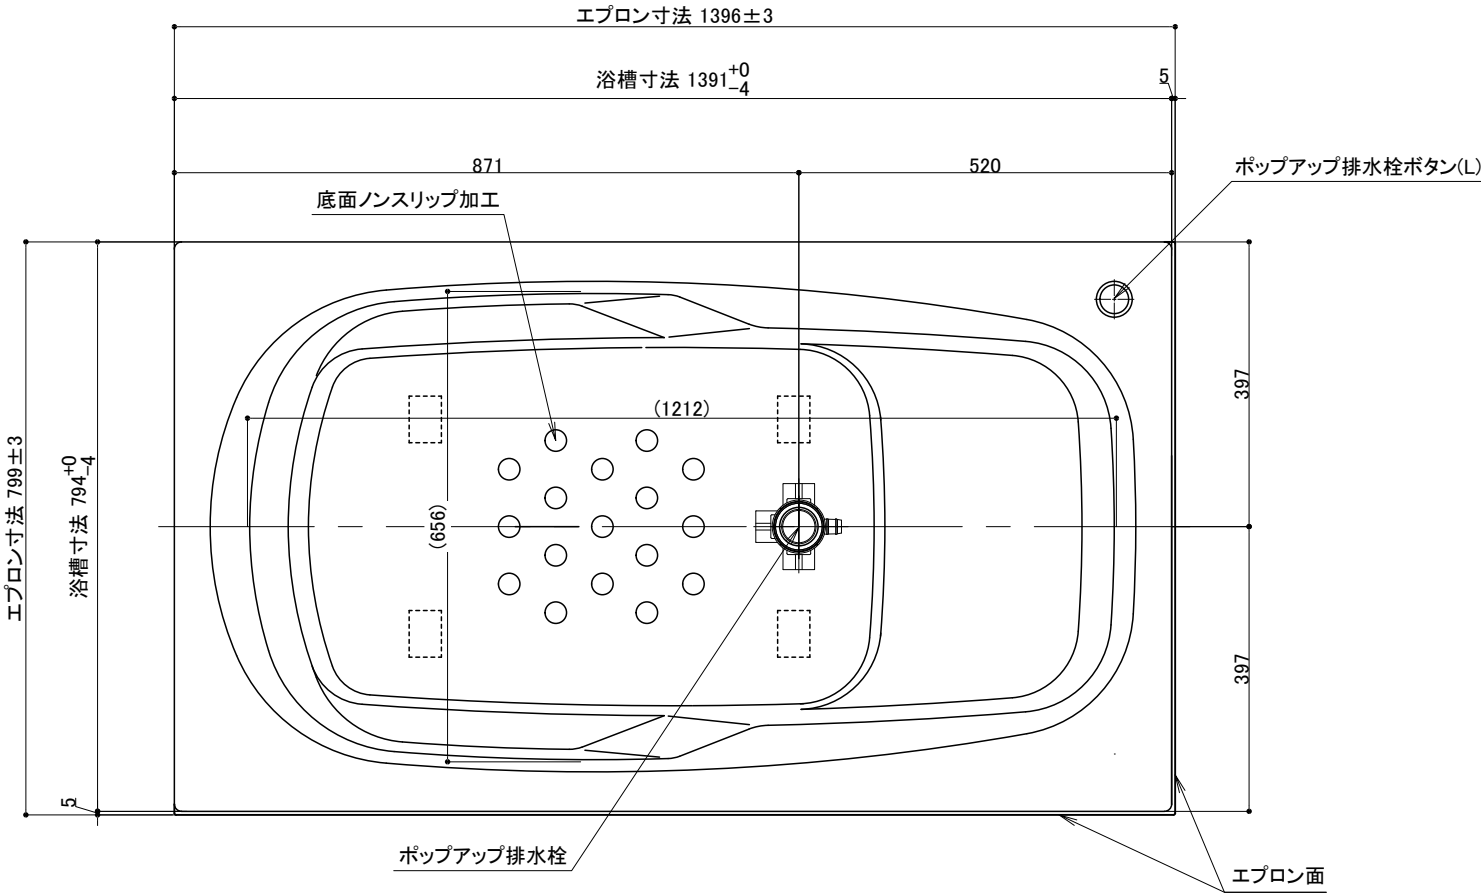 エプロン寸法 1396±3
浴槽寸法 1391 +0 -4
5
871
520
ポップアップ排水栓ボタン(L)
底面ノンスリップ加工
397
(1212)
エプロン寸法 799±3
浴槽寸法 794 +0 -4
(656)
397
5
ポップアップ排水栓
エプロン面